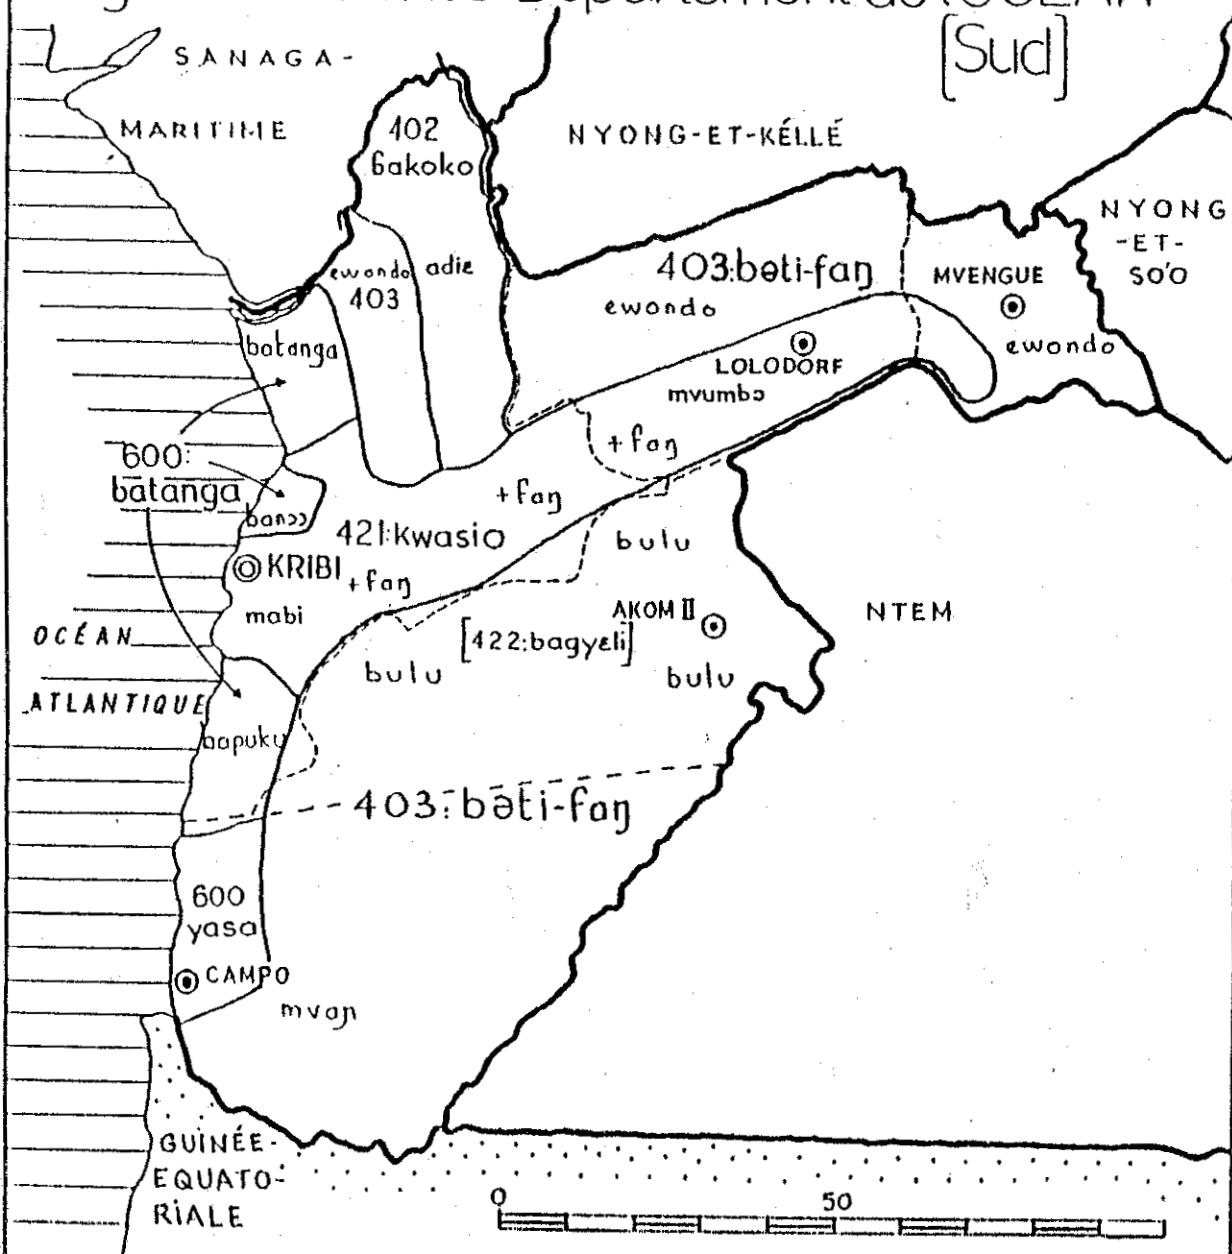 Département de l'OCÉAN
[Sud]
SANAGA-
MARITIME
402
ɓakoko
NYONG-ET-KÉLLÉ
NYONG
-ET-
SO'O
ewondo
403
adie
403:bəti-faŋ
ewondo
MVENGUE
ewondo
batanga
LOLODORF
mvumbɔ
+faŋ
600:
batanga
banɔɔ
+faŋ
421:kwasio
KRIBI
+faŋ
mabi
bulu
AKOM II
NTEM
OCÉAN
ATLANTIQUE
[422:bagyɛli]
bulu
bulu
bapuku
403:bəti-faŋ
600
yasa
CAMPO
mvaɲ
GUINÉE-
EQUATO-
RIALE
0
50